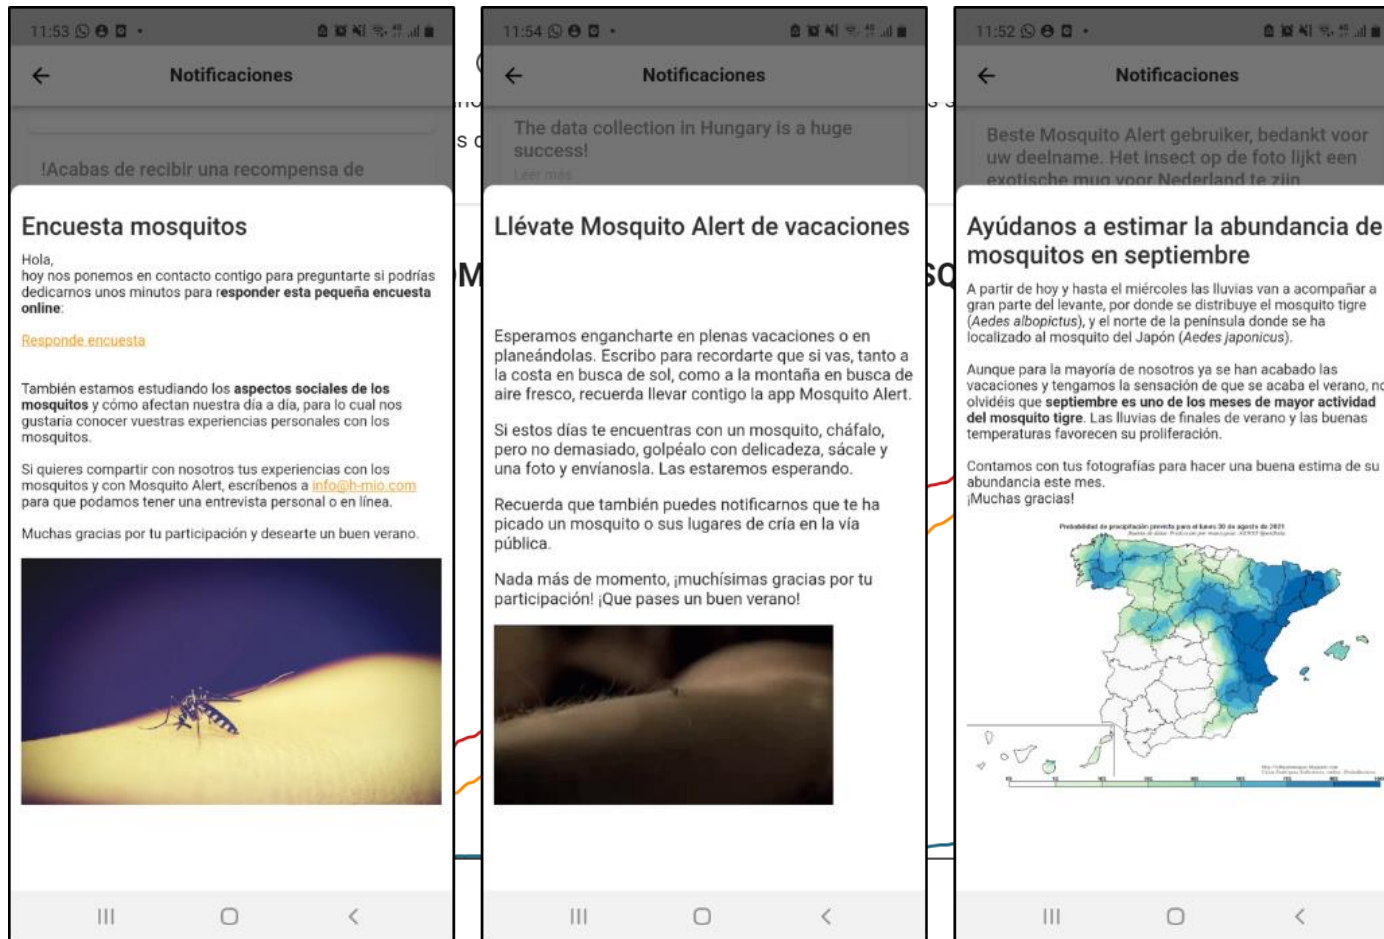 11:53
Notificaciones
!Acabas de recibir una recompensa de
Encuesta mosquitos
Hola,
hoy nos ponemos en contacto contigo para preguntarte si podrías
dedicarnos unos minutos para responder esta pequeña encuesta
online:
Responde encuesta
También estamos estudiando los aspectos sociales de los
mosquitos y cómo afectan nuestra día a día, para lo cual nos
gustaría conocer vuestras experiencias personales con los
mosquitos.
Si quieres compartir con nosotros tus experiencias con los
mosquitos y con Mosquito Alert, escríbenos a info@h-mio.com
para que podamos tener una entrevista personal o en línea.
Muchas gracias por tu participación y desearte un buen verano.
11:54
Notificaciones
The data collection in Hungary is a huge
success!
Leer más
Llévate Mosquito Alert de vacaciones
Esperamos engancharte en plenas vacaciones o en
planeándolas. Escribo para recordarte que si vas, tanto a
la costa en busca de sol, como a la montaña en busca de
aire fresco, recuerda llevar contigo la app Mosquito Alert.
Si estos días te encuentras con un mosquito, cháfalo,
pero no demasiado, golpéalo con delicadeza, sácale y
una foto y envíanosla. Las estaremos esperando.
Recuerda que también puedes notificarnos que te ha
picado un mosquito o sus lugares de cría en la vía
pública.
Nada más de momento, ¡muchísimas gracias por tu
participación! ¡Que pases un buen verano!
11:52
Notificaciones
Beste Mosquito Alert gebruiker, bedankt voor
uw deelname. Het insect op de foto lijkt een
exotische mug voor Nederland te zijn
Ayúdanos a estimar la abundancia de
mosquitos en septiembre
A partir de hoy y hasta el miércoles las lluvias van a acompañar a
gran parte del levante, por donde se distribuye el mosquito tigre
(Aedes albopictus), y el norte de la península donde se ha
localizado al mosquito del Japón (Aedes japonicus).
Aunque para la mayoría de nosotros ya se han acabado las
vacaciones y tengamos la sensación de que se acaba el verano, no
olvidéis que septiembre es uno de los meses de mayor actividad
del mosquito tigre. Las lluvias de finales de verano y las buenas
temperaturas favorecen su proliferación.
Contamos con tus fotografías para hacer una buena estima de su
abundancia este mes.
¡Muchas gracias!
Probabilidad de precipitación prevista para el lunes 30 de agosto de 2021